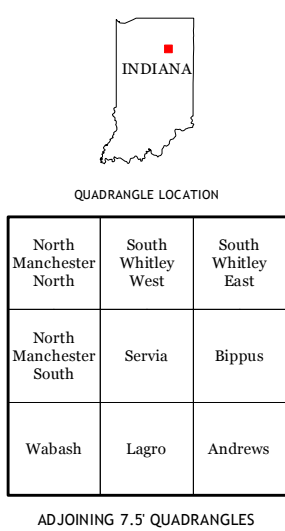 INDIANA
QUADRANGLE LOCATION
North
Manchester
North
South
Whitley
West
South
Whitley
East
North
Manchester
South
Servia
Bippus
Wabash
Lagro
Andrews
ADJOINING 7.5' QUADRANGLES